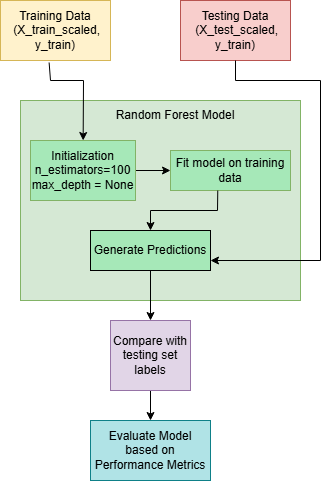 Training Data
(X_train_scaled,
y_train)
Testing Data
(X_test_scaled,
y_train)
Random Forest Model
Initialization
n_estimators=100
max_depth = None
Fit model on training
data
Generate Predictions
Compare with
testing set
labels
Evaluate Model
based on
Performance Metrics